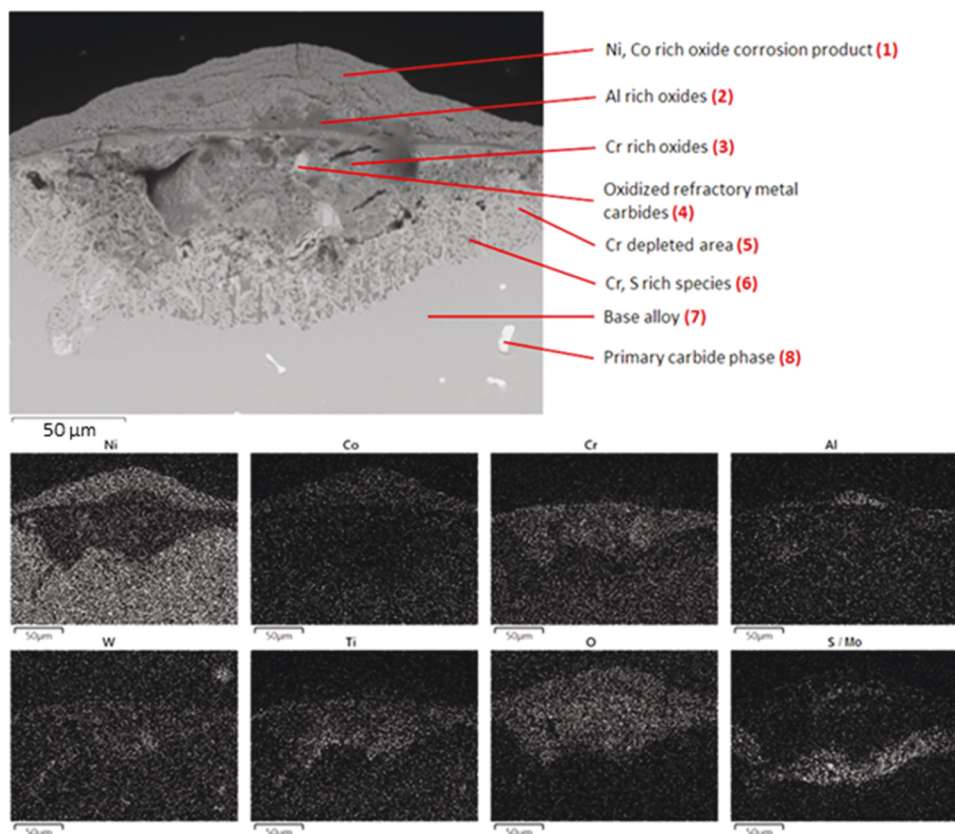 Ni, Co rich oxide corrosion product (1)
Al rich oxides (2)
Cr rich oxides (3)
Oxidized refractory metal
carbides (4)
Cr depleted area (5)
Cr, S rich species (6)
Base alloy (7)
Primary carbide phase (8)
50 µm
Ni
Co
Cr
Al
50µm
50µm
50µm
50µm
W
Ti
O
S / Mo
50µm
50µm
50µm
50µm